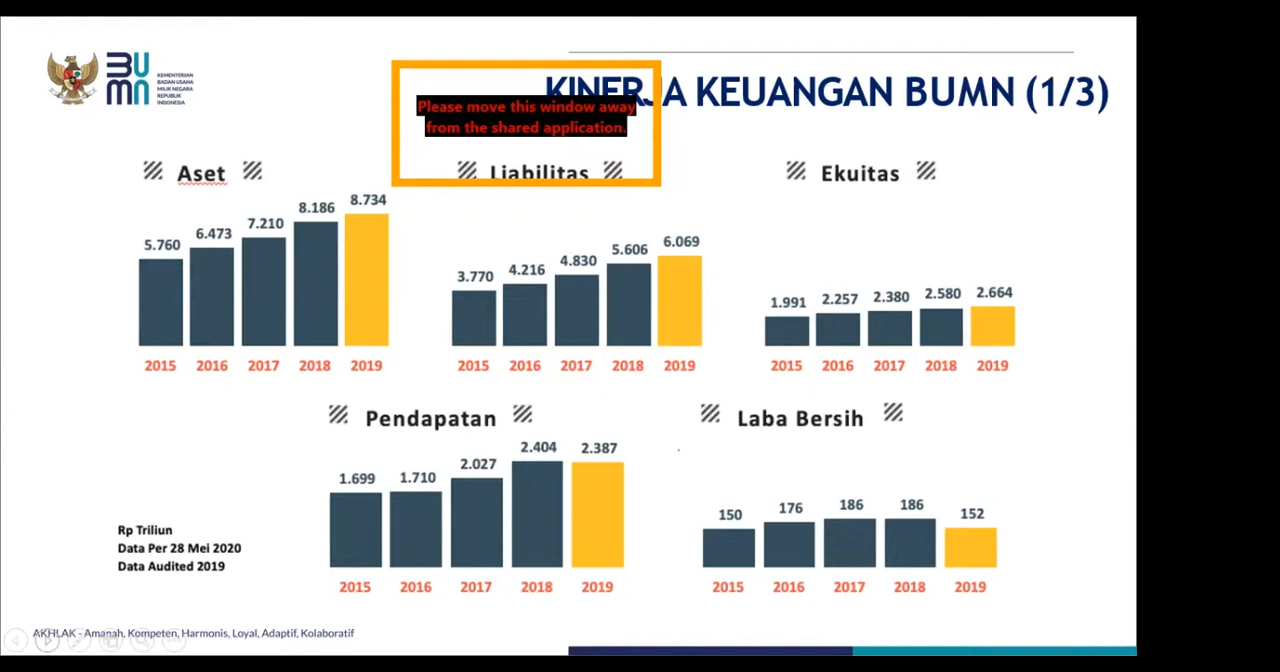 BUMN
KEMENTERIAN
BADAN USAHA
MILIK NEGARA
REPUBLIK
INDONESIA
KINERJA KEUANGAN BUMN (1/3)
Please move this window away
from the shared application.
Aset
5.760 6.473 7.210 8.186 8.734
2015 2016 2017 2018 2019
Liabilitas
3.770 4.216 4.830 5.606 6.069
2015 2016 2017 2018 2019
Ekuitas
1.991 2.257 2.380 2.580 2.664
2015 2016 2017 2018 2019
Pendapatan
1.699 1.710 2.027 2.404 2.387
2015 2016 2017 2018 2019
Laba Bersih
150 176 186 186 152
2015 2016 2017 2018 2019
Rp Triliun
Data Per 28 Mei 2020
Data Audited 2019
AKHLAK - Amanah, Kompeten, Harmonis, Loyal, Adaptif, Kolaboratif